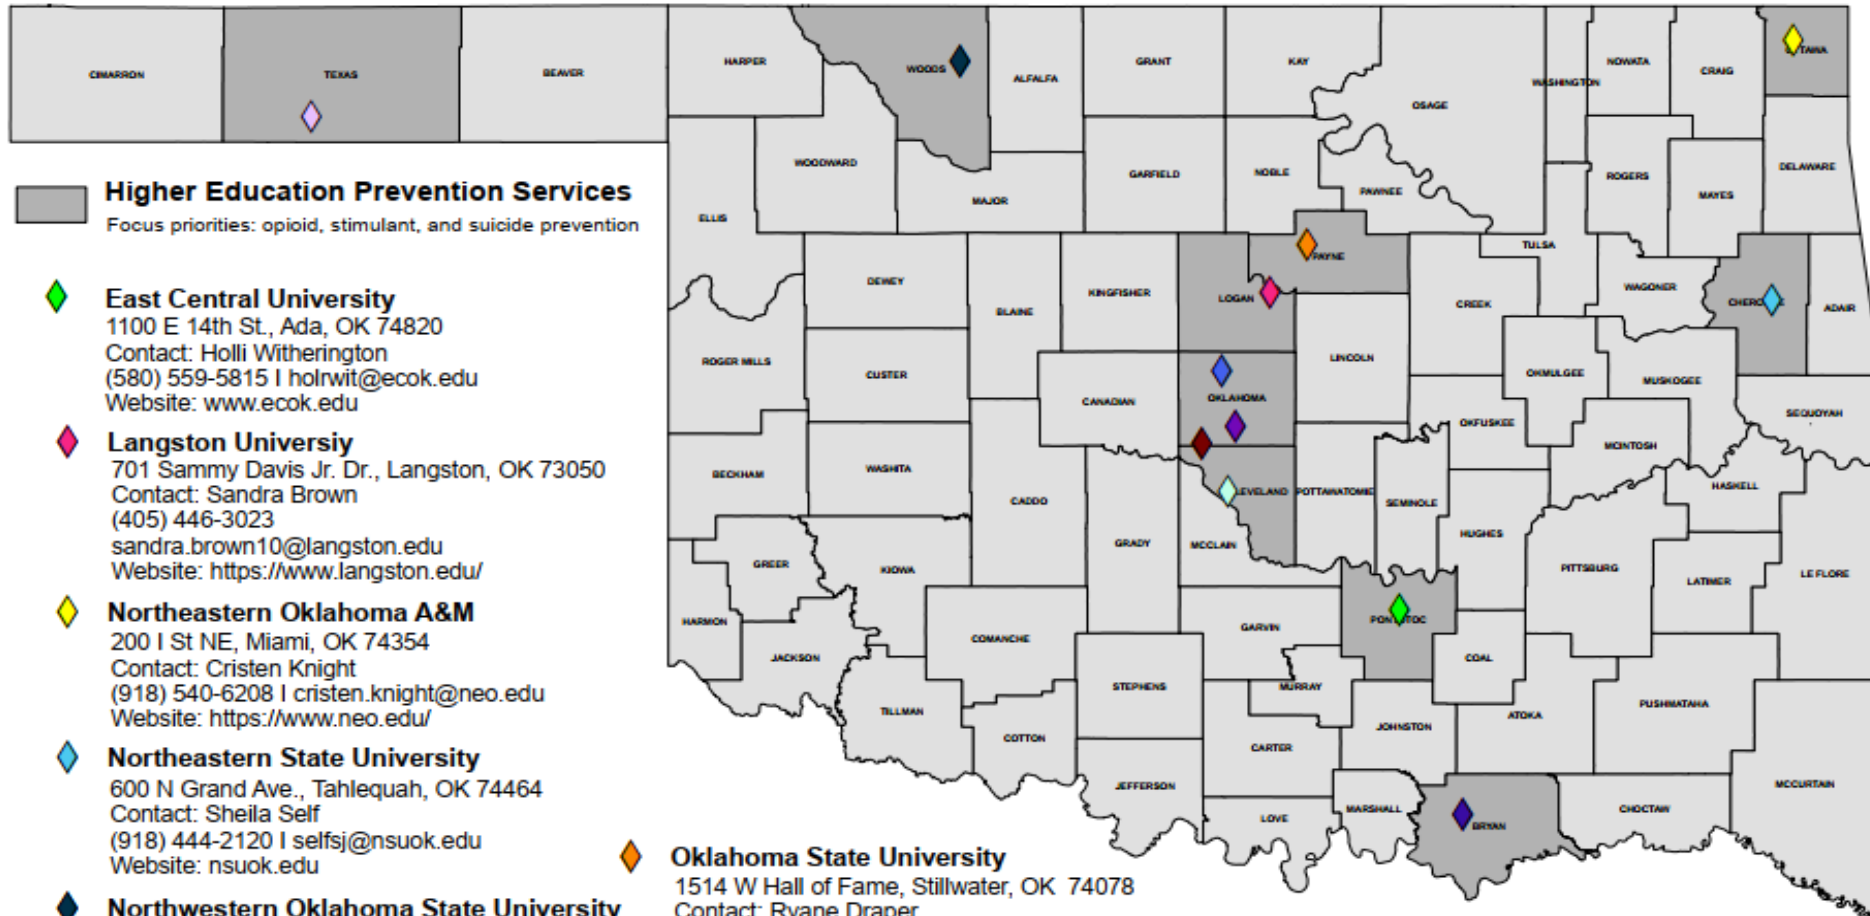 CIMARRON
TEXAS
BEAVER
HARPER
WOODS
ALFALFA
GRANT
KAY
OSAGE
WASHINGTON
NOWATA
CRAIG
WOODWARD
MAJOR
GARFIELD
NOBLE
PAWNEE
ROGERS
MAYES
DELAWARE
ELLIS
DEWEY
BLAINE
KINGFISHER
LOGAN
PAYNE
CREEK
TULSA
WAGONER
ADAIR
ROGER MILLS
CUSTER
CANADIAN
OKLAHOMA
LINCOLN
OKMULGEE
MUSKOGEE
OKFUSKEE
MCINTOSH
SEQUOYAH
BECKHAM
WASHITA
CADDO
GRADY
MCCLAIN
POTTAWATOMIE
SEMINOLE
HUGHES
HASKELL
PITTSBURG
LATIMER
LE FLORE
GREER
KIOWA
HARMON
JACKSON
COMANCHE
GARVIN
COAL
TILLMAN
COTTON
STEPHENS
MURRAY
CARTER
JOHNSTON
ATOKA
PUSHMATAHA
JEFFERSON
LOVE
MARSHALL
BRYAN
CHOCTAW
MCCURTAIN
Higher Education Prevention Services
Focus priorities: opioid, stimulant, and suicide prevention
East Central University
1100 E 14th St., Ada, OK 74820
Contact: Holli Witherington
(580) 559-5815 I holrwit@ecok.edu
Website: www.ecok.edu
Langston Universiy
701 Sammy Davis Jr. Dr., Langston, OK 73050
Contact: Sandra Brown
(405) 446-3023
sandra.brown10@langston.edu
Website: https://www.langston.edu/
Northeastern Oklahoma A&M
200 I St NE, Miami, OK 74354
Contact: Cristen Knight
(918) 540-6208 I cristen.knight@neo.edu
Website: https://www.neo.edu/
Northeastern State University
600 N Grand Ave., Tahlequah, OK 74464
Contact: Sheila Self
(918) 444-2120 I selfsj@nsuok.edu
Website: nsuok.edu
Northwestern Oklahoma State University
Oklahoma State University
1514 W Hall of Fame, Stillwater, OK 74078
Contact: Ryane Draper